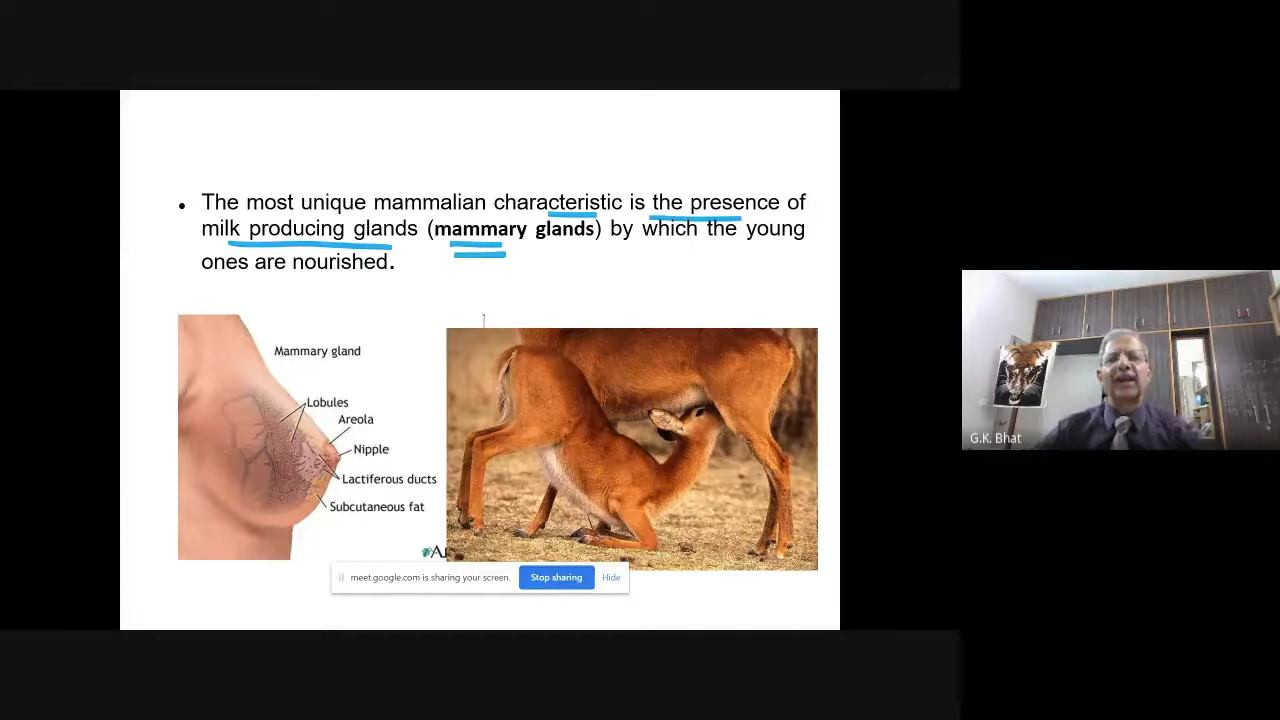 • The most unique mammalian characteristic is the presence of
milk producing glands (mammary glands) by which the young
ones are nourished.
Mammary gland
Lobules
Areola
Nipple
Lactiferous ducts
Subcutaneous fat
meet.google.com is sharing your screen.
Stop sharing
Hide
G.K. Bhat